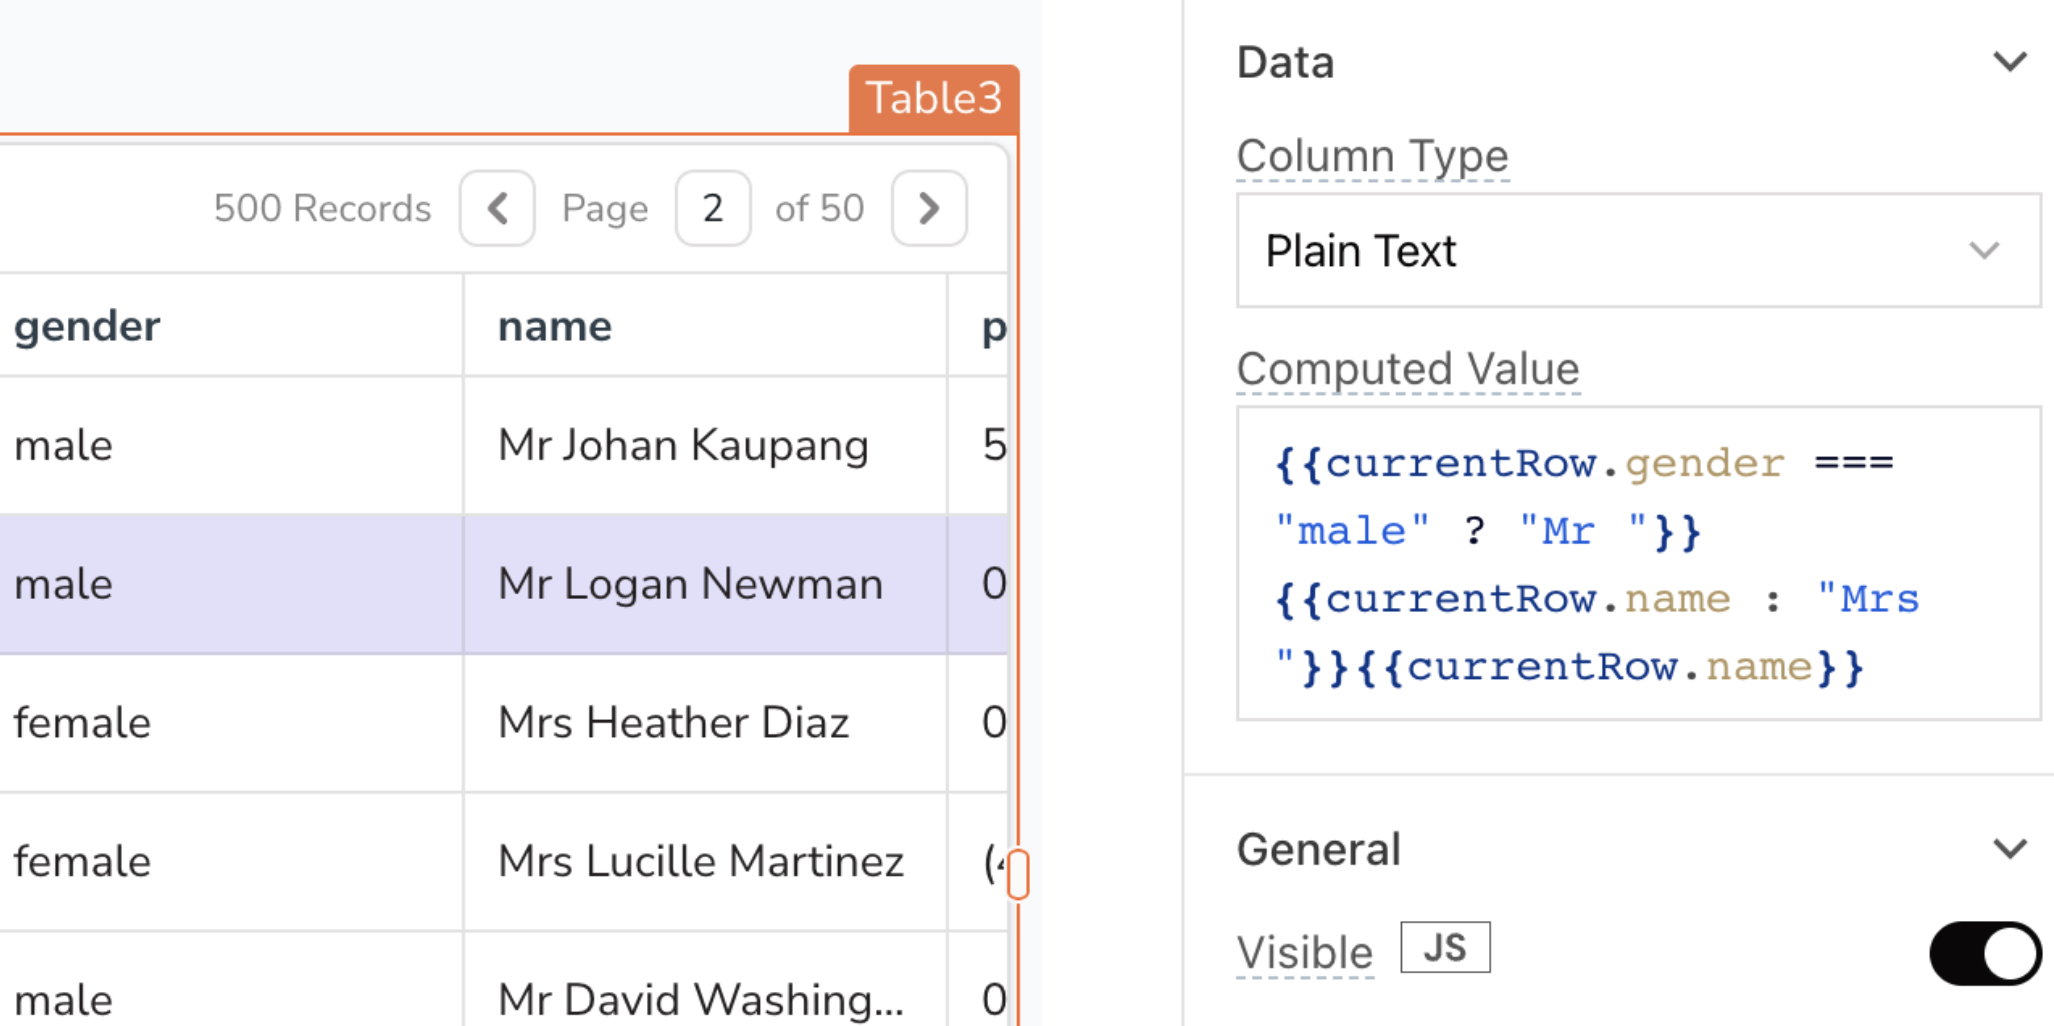 Table3
500 Records Page 2 of 50
gender name p
male Mr Johan Kaupang 5
male Mr Logan Newman 0
female Mrs Heather Diaz 0
female Mrs Lucille Martinez (4
male Mr David Washing... 0
Data
Column Type
Plain Text
Computed Value
{{currentRow.gender ===
"male" ? "Mr "}}
{{currentRow.name : "Mrs
"}}{{currentRow.name}}
General
Visible JS